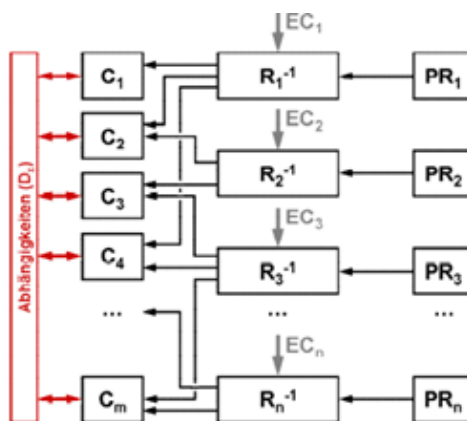 EC₁
C₁ R₁⁻¹ PR₁
EC₂
C₂
R₂⁻¹ PR₂
C₃
EC₃
C₄
R₃⁻¹ PR₃
... ... ...
ECₙ
Cₘ Rₙ⁻¹ PRₙ
Abhängigkeiten (Dₓ)